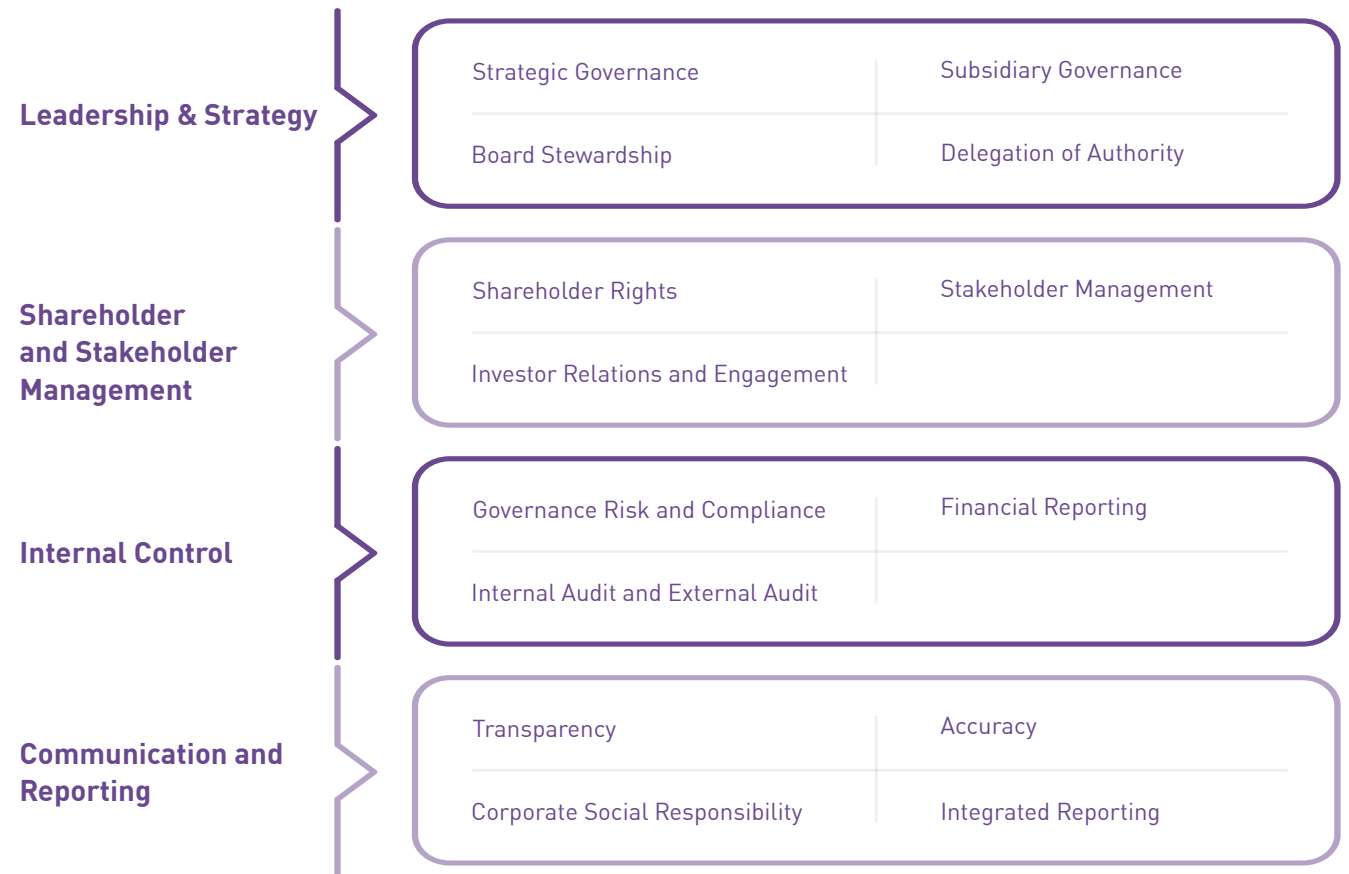 Leadership & Strategy
Strategic Governance
Subsidiary Governance
Board Stewardship
Delegation of Authority
Shareholder
and Stakeholder
Management
Shareholder Rights
Stakeholder Management
Investor Relations and Engagement
Internal Control
Governance Risk and Compliance
Financial Reporting
Internal Audit and External Audit
Communication and
Reporting
Transparency
Accuracy
Corporate Social Responsibility
Integrated Reporting